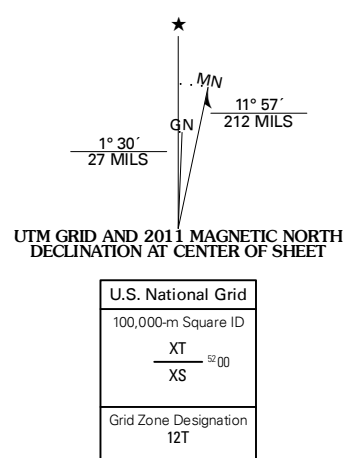 ★
MN
GN
11° 57´
212 MILS
1° 30´
27 MILS
UTM GRID AND 2011 MAGNETIC NORTH
DECLINATION AT CENTER OF SHEET
U.S. National Grid
100,000-m Square ID
XT
5200
XS
Grid Zone Designation
12T